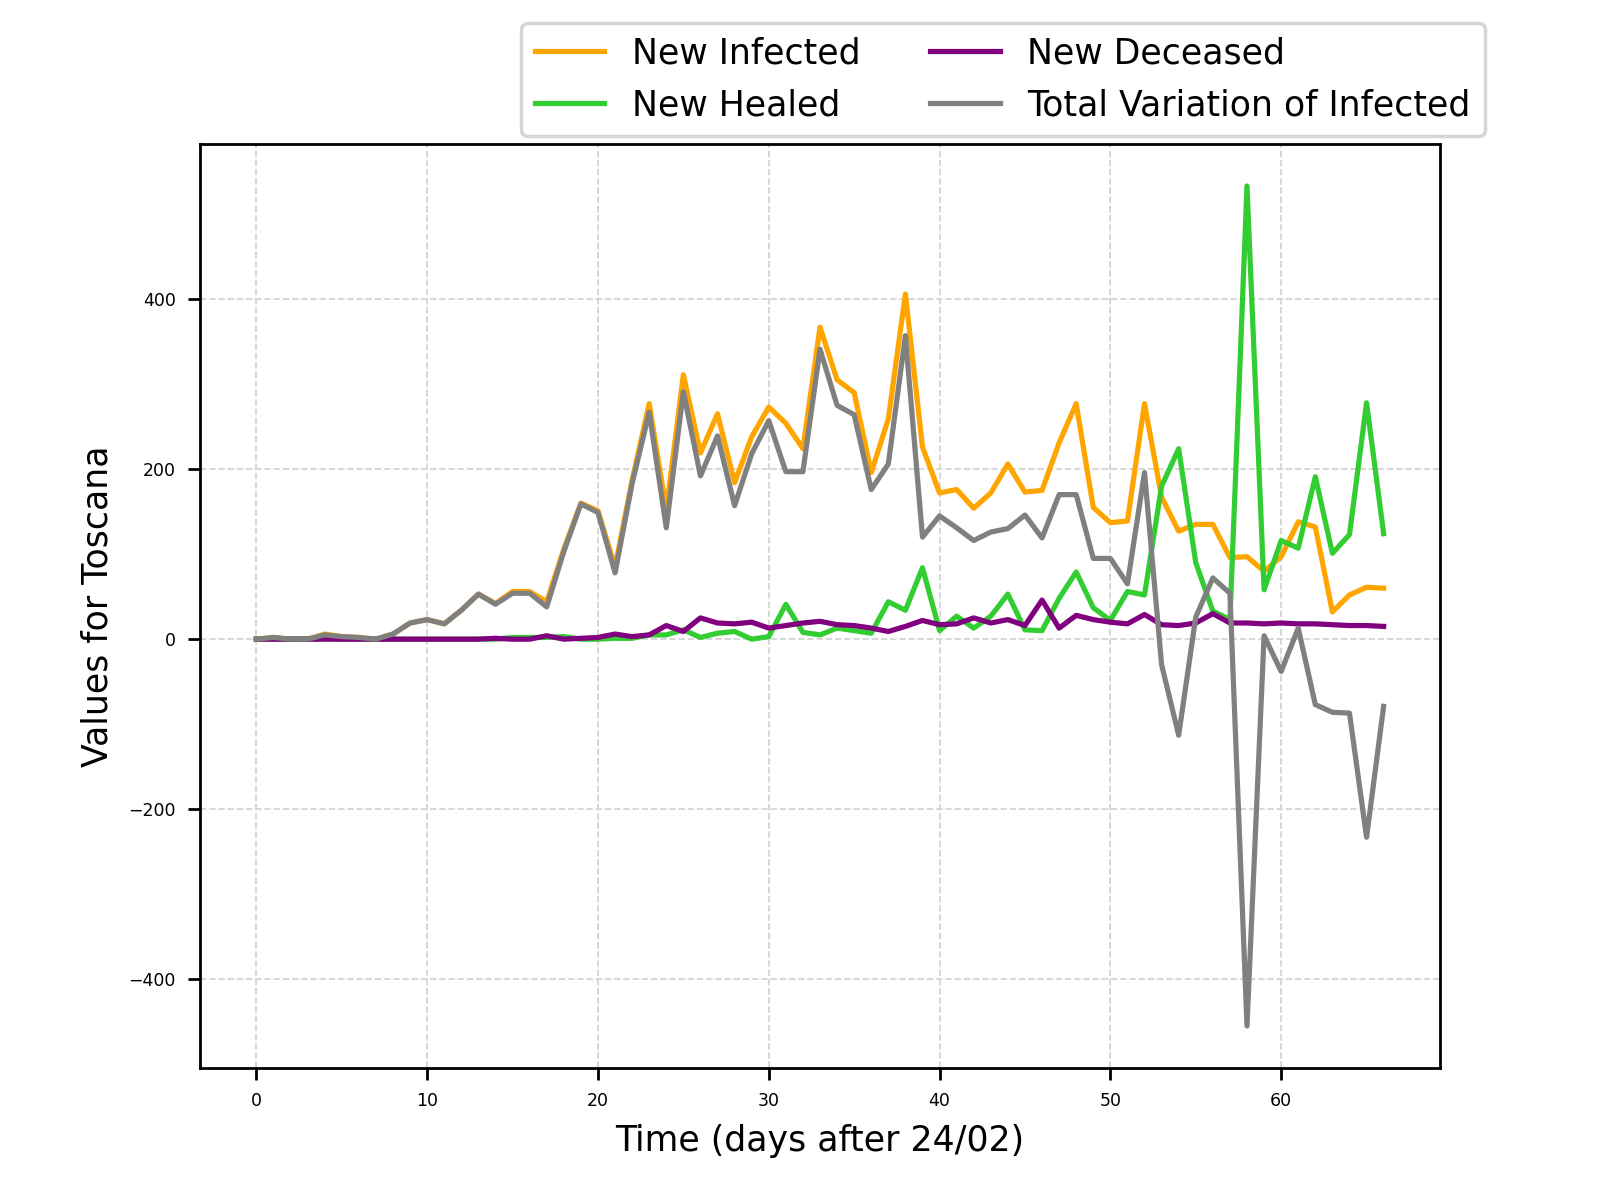 New Infected
New Healed
New Deceased
Total Variation of Infected
Values for Toscana
400
200
0
−200
−400
0 10 20 30 40 50 60
Time (days after 24/02)